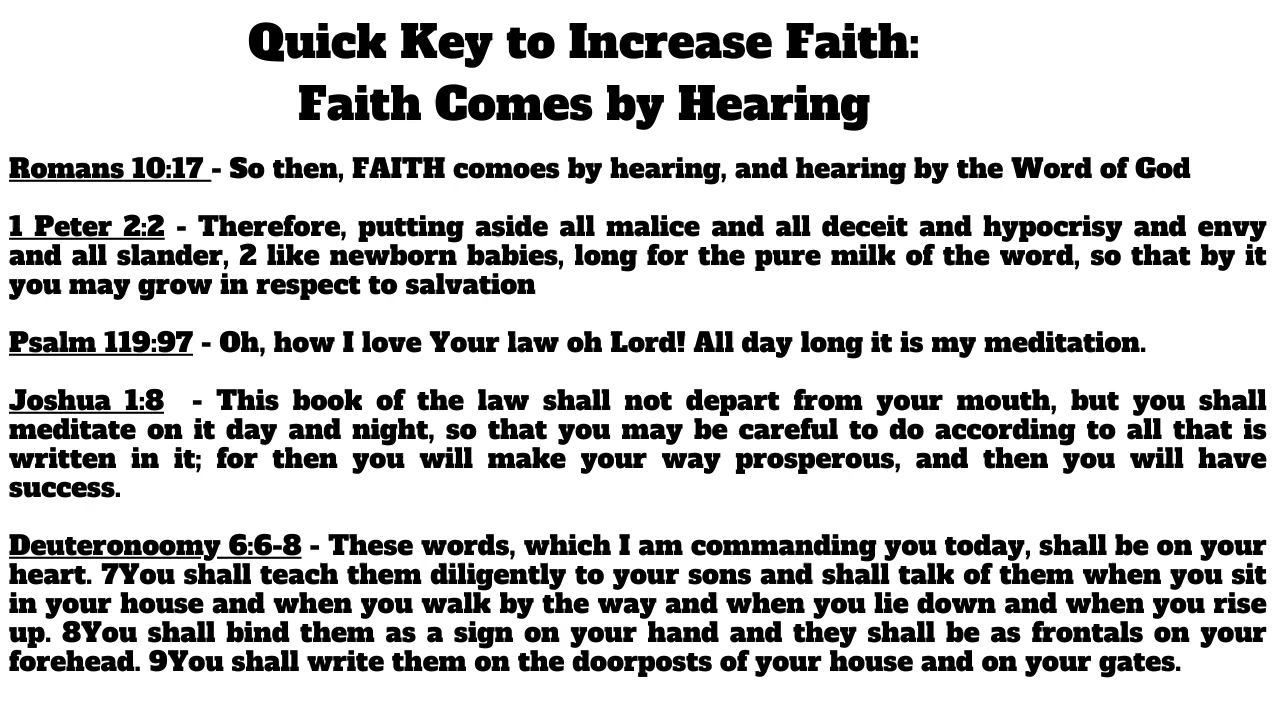 Quick Key to Increase Faith:
Faith Comes by Hearing
Romans 10:17 - So then, FAITH comoes by hearing, and hearing by the Word of God
1 Peter 2:2 - Therefore, putting aside all malice and all deceit and hypocrisy and envy
and all slander, 2 like newborn babies, long for the pure milk of the word, so that by it
you may grow in respect to salvation
Psalm 119:97 - Oh, how I love Your law oh Lord! All day long it is my meditation.
Joshua 1:8 - This book of the law shall not depart from your mouth, but you shall
meditate on it day and night, so that you may be careful to do according to all that is
written in it; for then you will make your way prosperous, and then you will have
success.
Deuteronoomy 6:6-8 - These words, which I am commanding you today, shall be on your
heart. 7You shall teach them diligently to your sons and shall talk of them when you sit
in your house and when you walk by the way and when you lie down and when you rise
up. 8You shall bind them as a sign on your hand and they shall be as frontals on your
forehead. 9You shall write them on the doorposts of your house and on your gates.